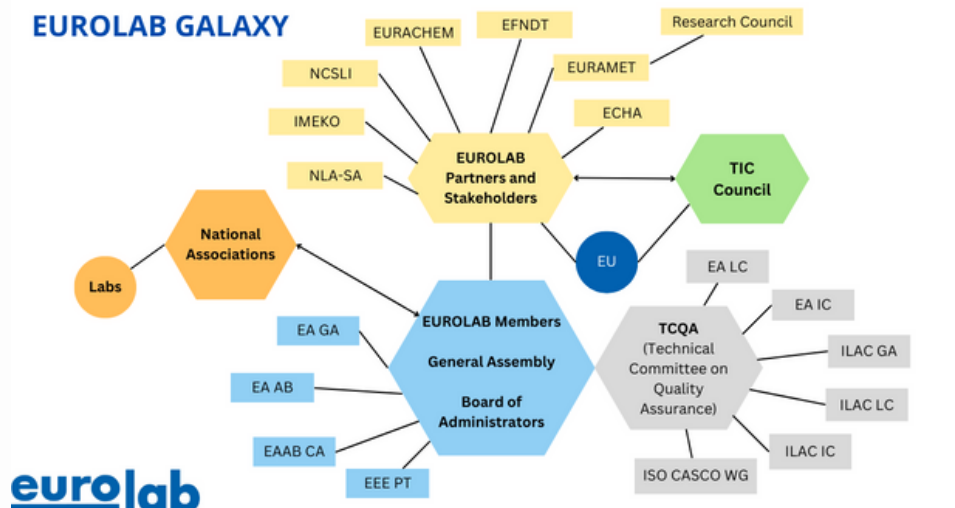 EUROLAB GALAXY
EURACHEM
EFNDT
Research Council
NCSLI
EURAMET
IMEKO
ECHA
NLA-SA
EUROLAB
Partners and
Stakeholders
TIC
Council
National
Associations
Labs
EU
EA LC
EA IC
ILAC GA
ILAC LC
ILAC IC
ISO CASCO WG
TCQA
(Technical
Committee on
Quality
Assurance)
EUROLAB Members
General Assembly
Board of
Administrators
EA GA
EA AB
EAAB CA
EEE PT
eurolab